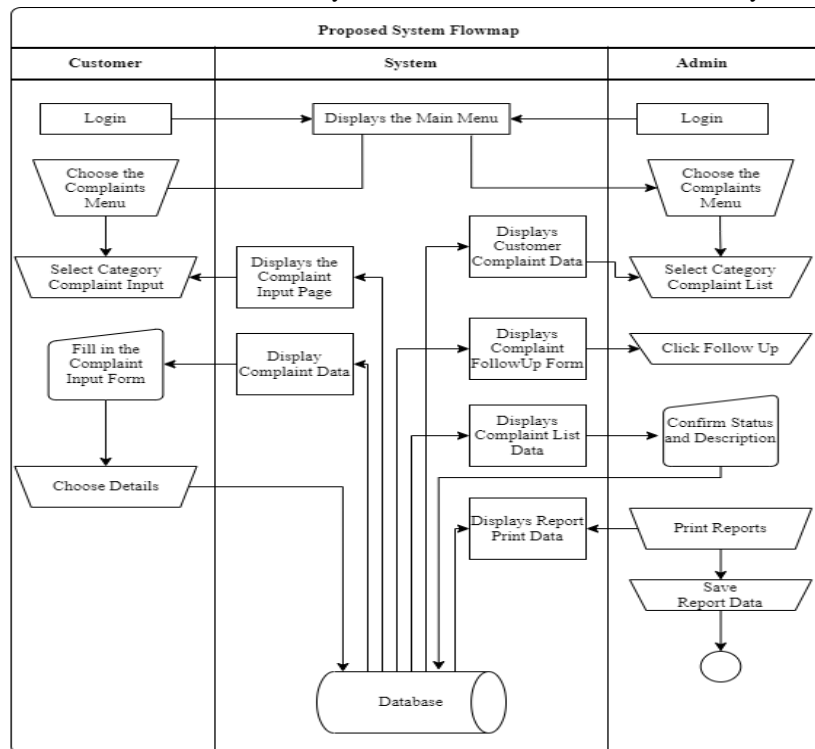 Proposed System Flowmap
Customer
System
Admin
Login
Displays the Main Menu
Login
Choose the
Complaints
Menu
Choose the
Complaints
Menu
Displays
Customer
Complaint Data
Select Category
Complaint Input
Displays the
Complaint
Input Page
Select Category
Complaint List
Fill in the
Complaint
Input Form
Display
Complaint Data
Displays
Complaint
FollowUp Form
Click Follow Up
Displays
Complaint List
Data
Confirm Status
and Description
Choose Details
Displays Report
Print Data
Print Reports
Save
Report Data
Database